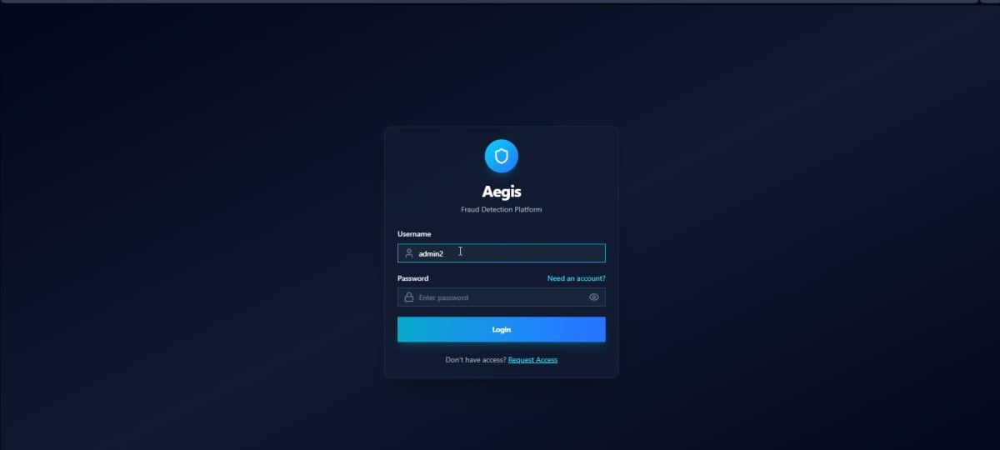 Aegis
Fraud Detection Platform
Username
admin2
Password Need an account?
Enter password
Login
Don't have access? Request Access